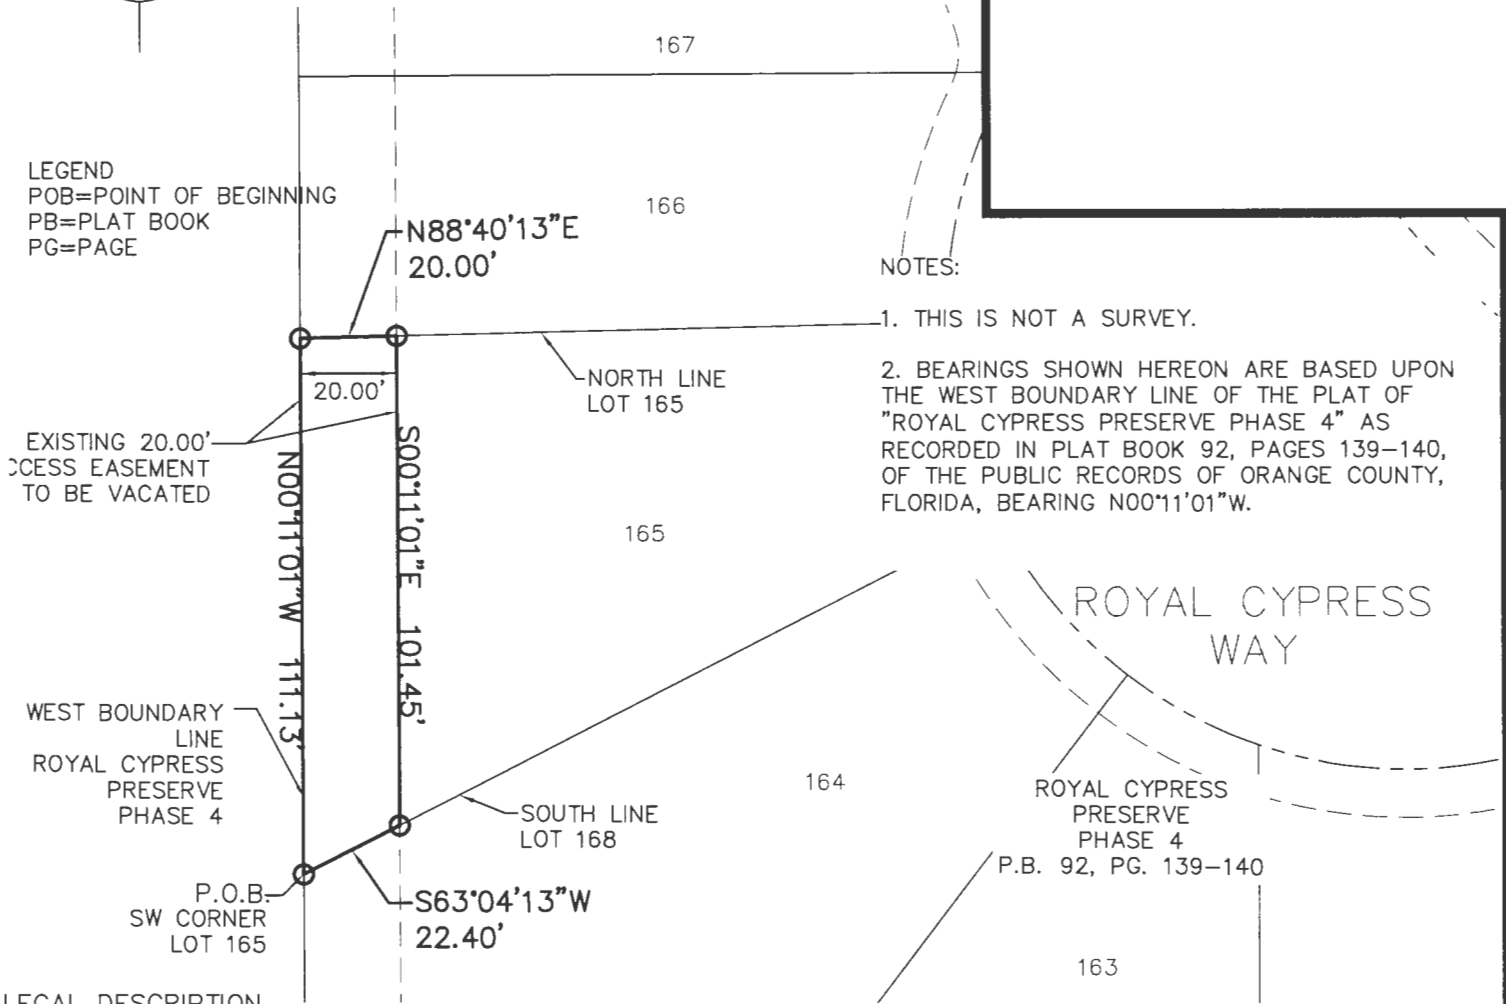 167
LEGEND
POB=POINT OF BEGINNING
PB=PLAT BOOK
PG=PAGE
166
N88°40'13"E
20.00'
NOTES:
1. THIS IS NOT A SURVEY.
2. BEARINGS SHOWN HEREON ARE BASED UPON
THE WEST BOUNDARY LINE OF THE PLAT OF
"ROYAL CYPRESS PRESERVE PHASE 4" AS
RECORDED IN PLAT BOOK 92, PAGES 139-140,
OF THE PUBLIC RECORDS OF ORANGE COUNTY,
FLORIDA, BEARING N00°11'01"W.
NORTH LINE
LOT 165
20.00'
EXISTING 20.00'
CCESS EASEMENT
TO BE VACATED
N00°11'01"W 111.13'
S00°11'01"E 101.45'
165
ROYAL CYPRESS
WAY
WEST BOUNDARY
LINE
ROYAL CYPRESS
PRESERVE
PHASE 4
164
SOUTH LINE
LOT 168
ROYAL CYPRESS
PRESERVE
PHASE 4
P.B. 92, PG. 139-140
P.O.B.
SW CORNER
LOT 165
S63°04'13"W
22.40'
163
LEGAL DESCRIPTION